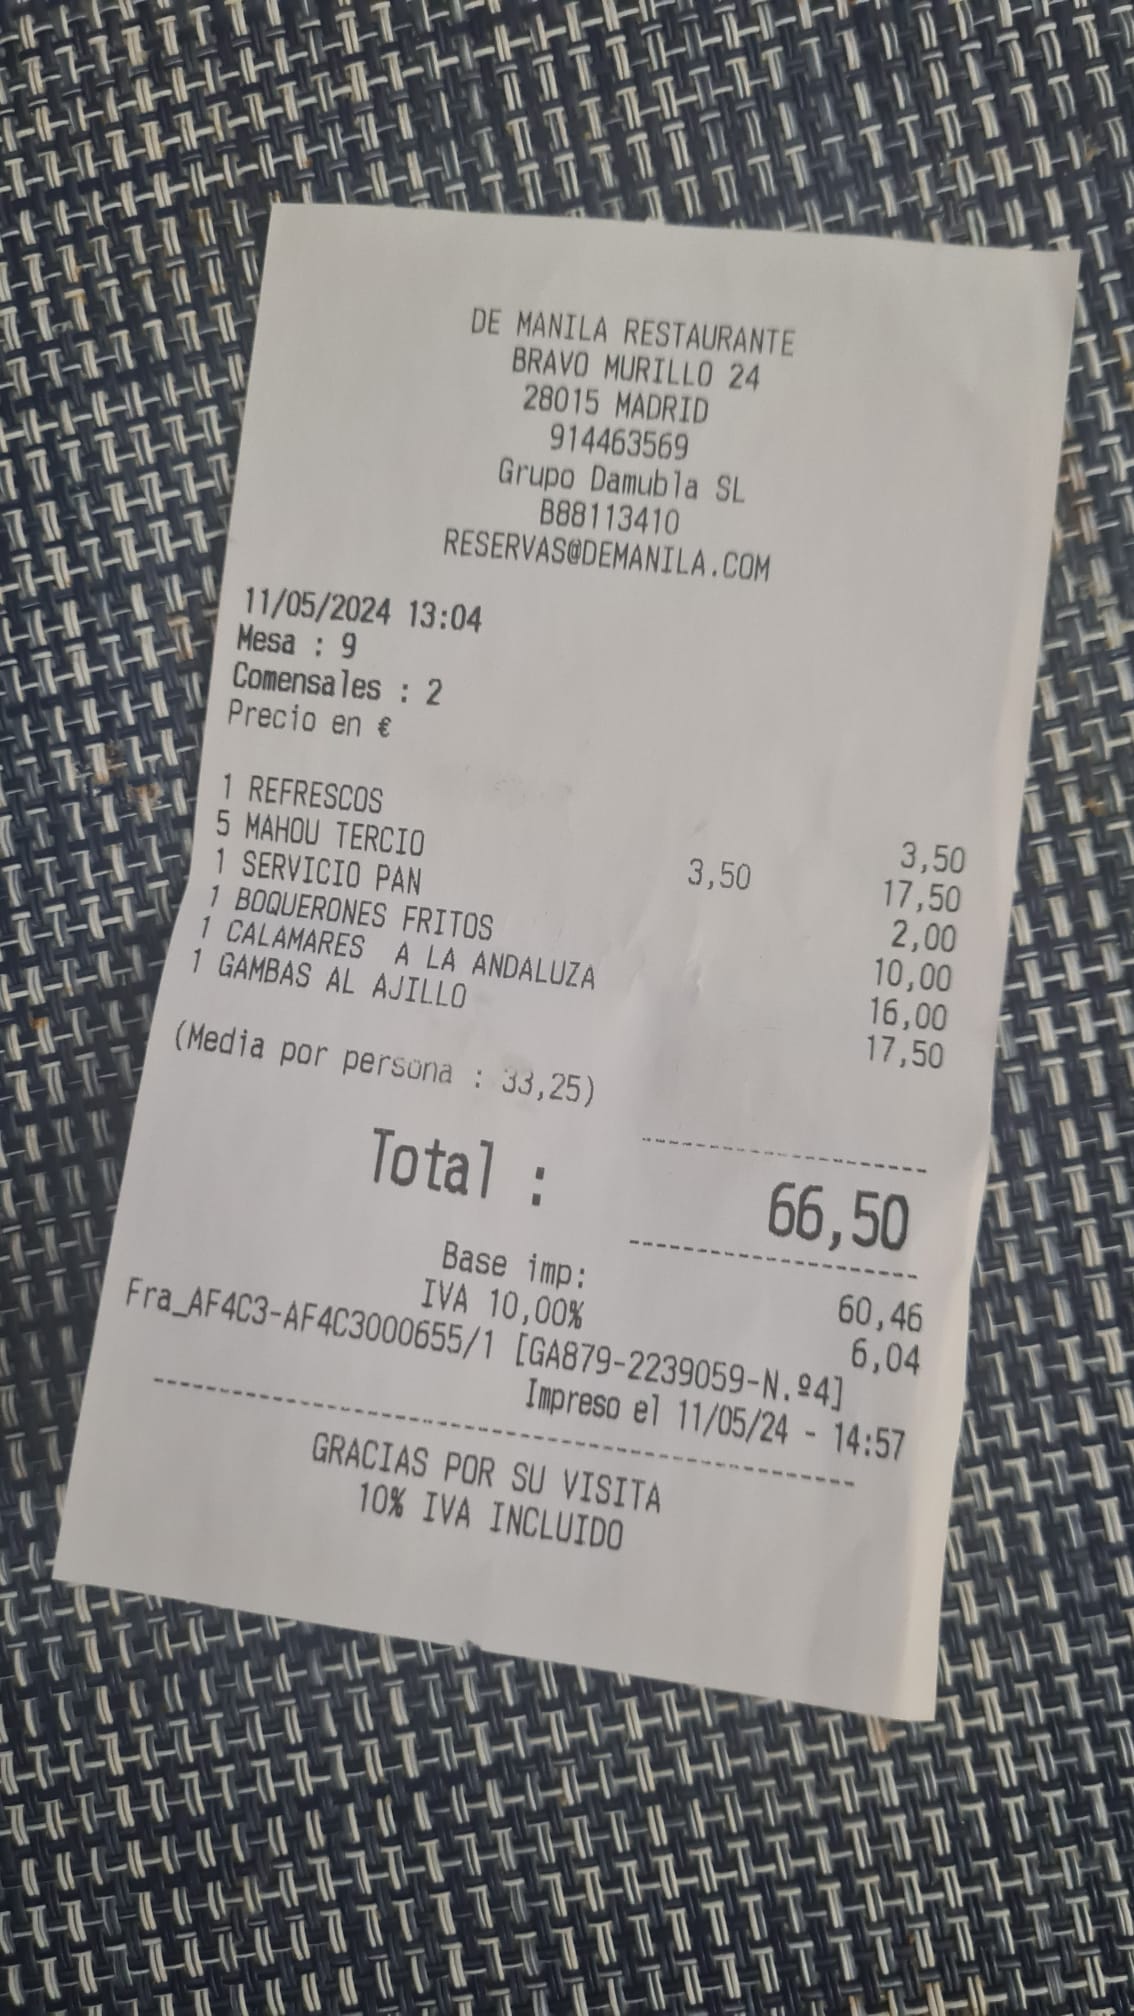 DE MANILA RESTAURANTE
BRAVO MURILLO 24
28015 MADRID
914463569
Grupo Damubla SL
B88113410
RESERVAS@DEMANILA.COM
11/05/2024 13:04
Mesa : 9
Comensales : 2
Precio en €
1 REFRESCOS 3,50
5 MAHOU TERCIO 3,50 17,50
1 SERVICIO PAN 2,00
1 BOQUERONES FRITOS 10,00
1 CALAMARES A LA ANDALUZA 16,00
1 GAMBAS AL AJILLO 17,50
(Media por persona : 33,25)
Total : 66,50
Base imp: 60,46
IVA 10,00% 6,04
Fra_AF4C3-AF4C3000655/1 [GA879-2239059-N.º4]
Impreso el 11/05/24 - 14:57
GRACIAS POR SU VISITA
10% IVA INCLUIDO